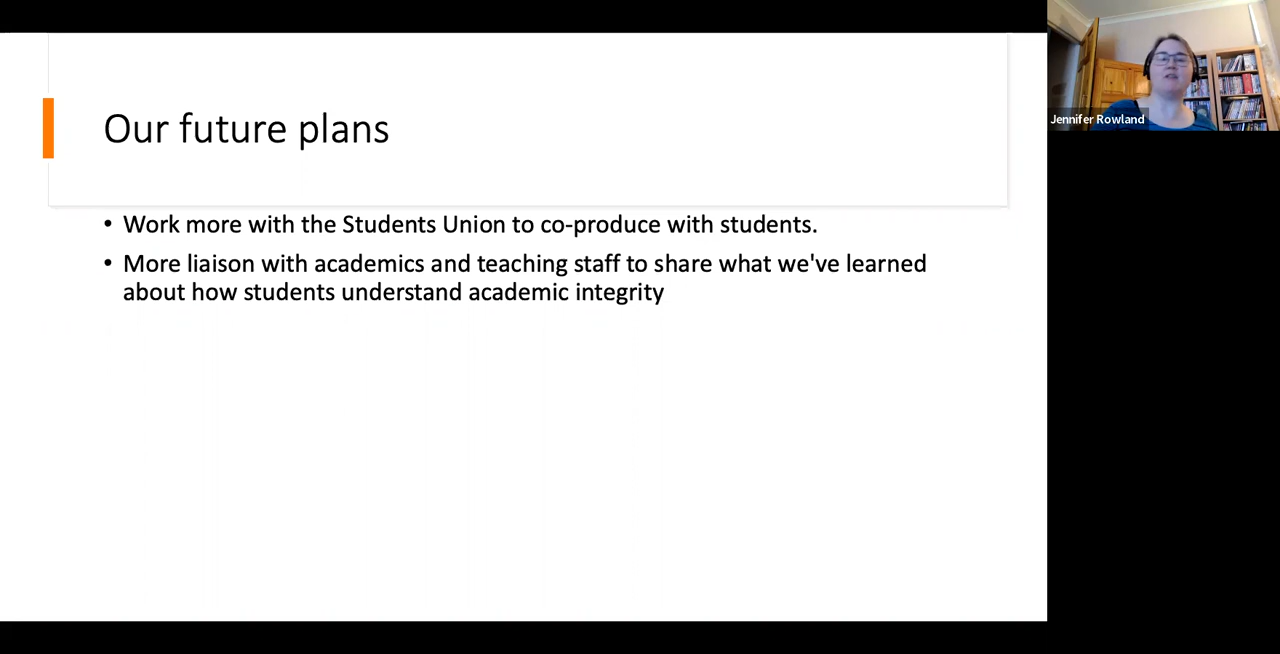 Our future plans
• Work more with the Students Union to co-produce with students.
• More liaison with academics and teaching staff to share what we've learned
about how students understand academic integrity
Jennifer Rowland